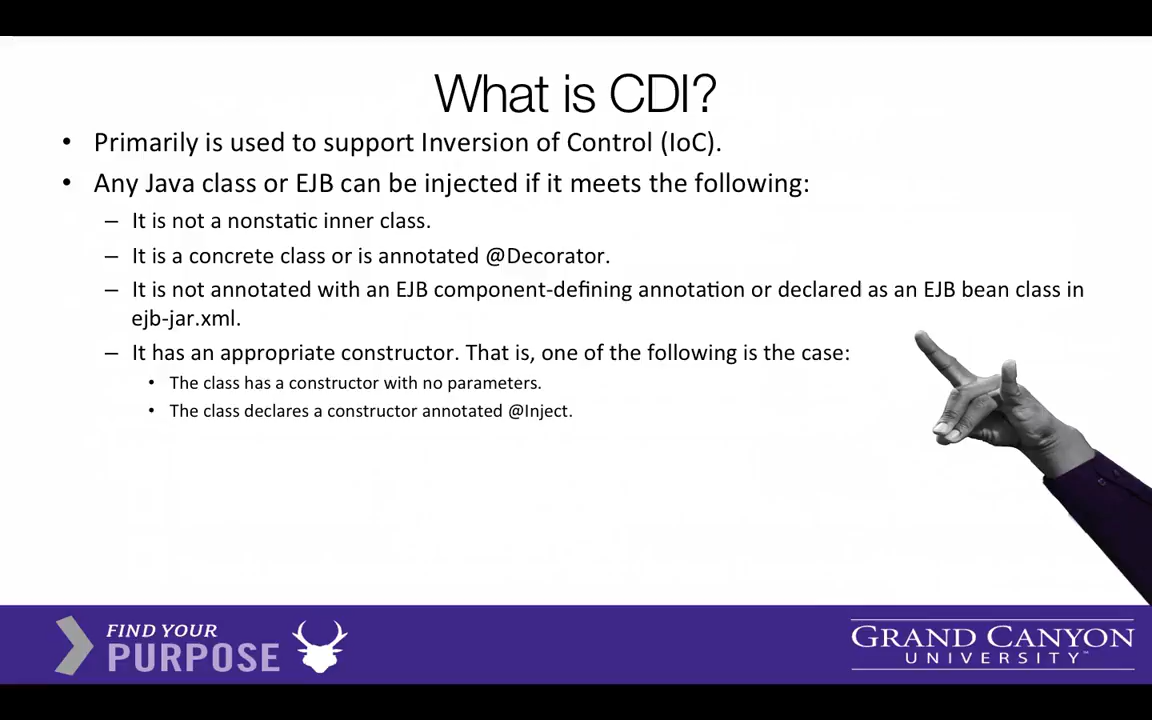 What is CDI?
• Primarily is used to support Inversion of Control (IoC).
• Any Java class or EJB can be injected if it meets the following:
– It is not a nonstatic inner class.
– It is a concrete class or is annotated @Decorator.
– It is not annotated with an EJB component-defining annotation or declared as an EJB bean class in
ejb-jar.xml.
– It has an appropriate constructor. That is, one of the following is the case:
• The class has a constructor with no parameters.
• The class declares a constructor annotated @Inject.
FIND YOUR
PURPOSE
GRAND CANYON
UNIVERSITY™